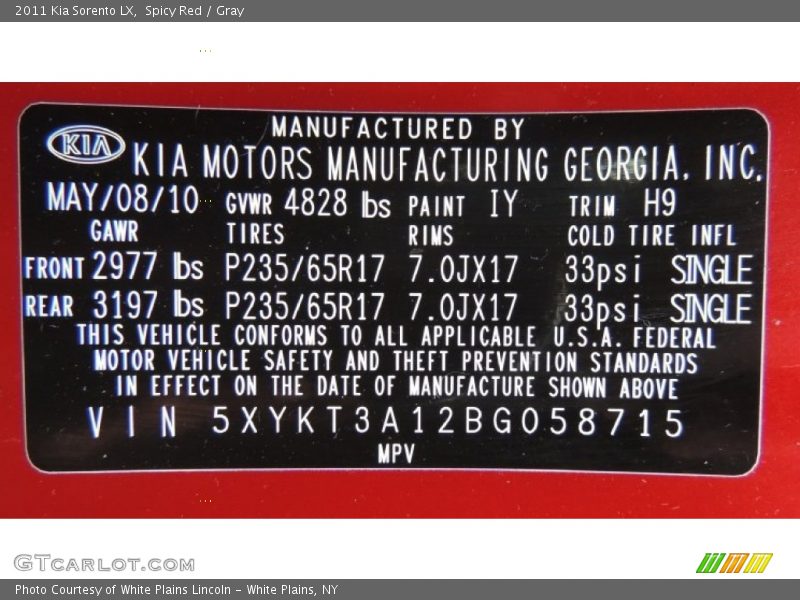 2011 Kia Sorento LX, Spicy Red / Gray
MANUFACTURED BY
KIA KIA MOTORS MANUFACTURING GEORGIA, INC.
MAY/08/10 GVWR 4828 lbs PAINT IY TRIM H9
GAWR TIRES RIMS COLD TIRE INFL
FRONT 2977 lbs P235/65R17 7.0JX17 33psi SINGLE
REAR 3197 lbs P235/65R17 7.0JX17 33psi SINGLE
THIS VEHICLE CONFORMS TO ALL APPLICABLE U.S.A. FEDERAL
MOTOR VEHICLE SAFETY AND THEFT PREVENTION STANDARDS
IN EFFECT ON THE DATE OF MANUFACTURE SHOWN ABOVE
VIN 5XYKT3A12BG058715
MPV
GTCARLOT.COM
Photo Courtesy of White Plains Lincoln - White Plains, NY